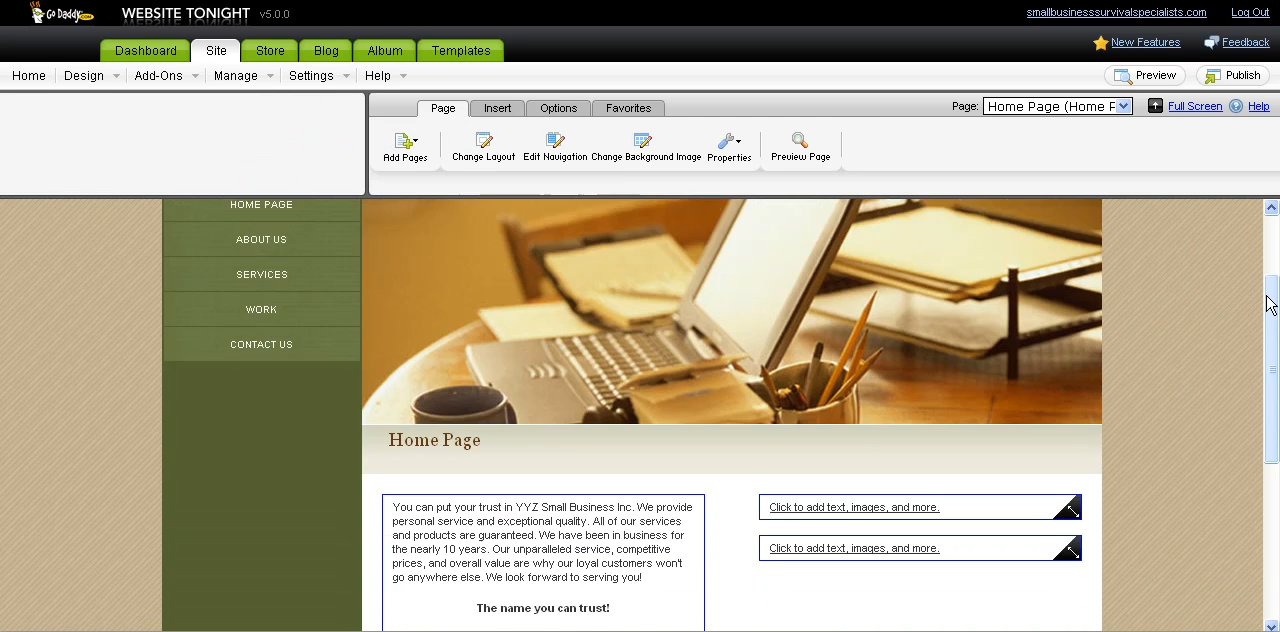 Go Daddy.COM WEBSITE TONIGHT v5.0.0 smallbusinesssurvivalspecialists.com Log Out
Dashboard Site Store Blog Album Templates New Features Feedback
Home Design Add-Ons Manage Settings Help Preview Publish
Page Insert Options Favorites Page: Home Page (Home F Full Screen Help
Add Pages Change Layout Edit Navigation Change Background Image Properties Preview Page
HOME PAGE
ABOUT US
SERVICES
WORK
CONTACT US
Home Page
You can put your trust in YYZ Small Business Inc. We provide
personal service and exceptional quality. All of our services
and products are guaranteed. We have been in business for
the nearly 10 years. Our unparalleled service, competitive
prices, and overall value are why our loyal customers won't
go anywhere else. We look forward to serving you!
The name you can trust!
Click to add text, images, and more.
Click to add text, images, and more.